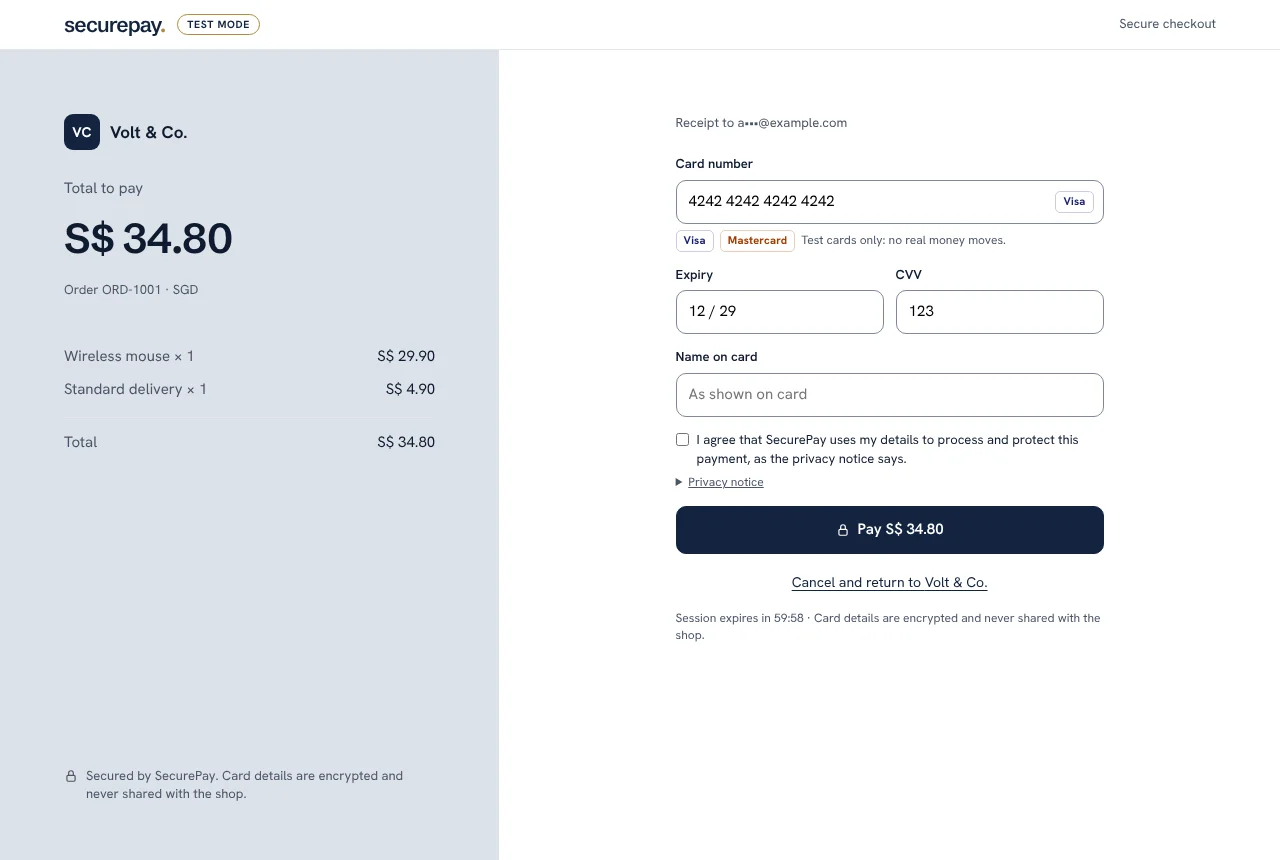 securepay.
TEST MODE
Secure checkout
VC
Volt & Co.
Total to pay
S$ 34.80
Order ORD-1001 · SGD
Wireless mouse × 1
S$ 29.90
Standard delivery × 1
S$ 4.90
Total
S$ 34.80
Secured by SecurePay. Card details are encrypted and
never shared with the shop.
Receipt to a•••@example.com
Card number
4242 4242 4242 4242
Visa
Visa
Mastercard
Test cards only: no real money moves.
Expiry
CVV
12 / 29
123
Name on card
As shown on card
I agree that SecurePay uses my details to process and protect this
payment, as the privacy notice says.
Privacy notice
Pay S$ 34.80
Cancel and return to Volt & Co.
Session expires in 59:58 · Card details are encrypted and never shared with the
shop.